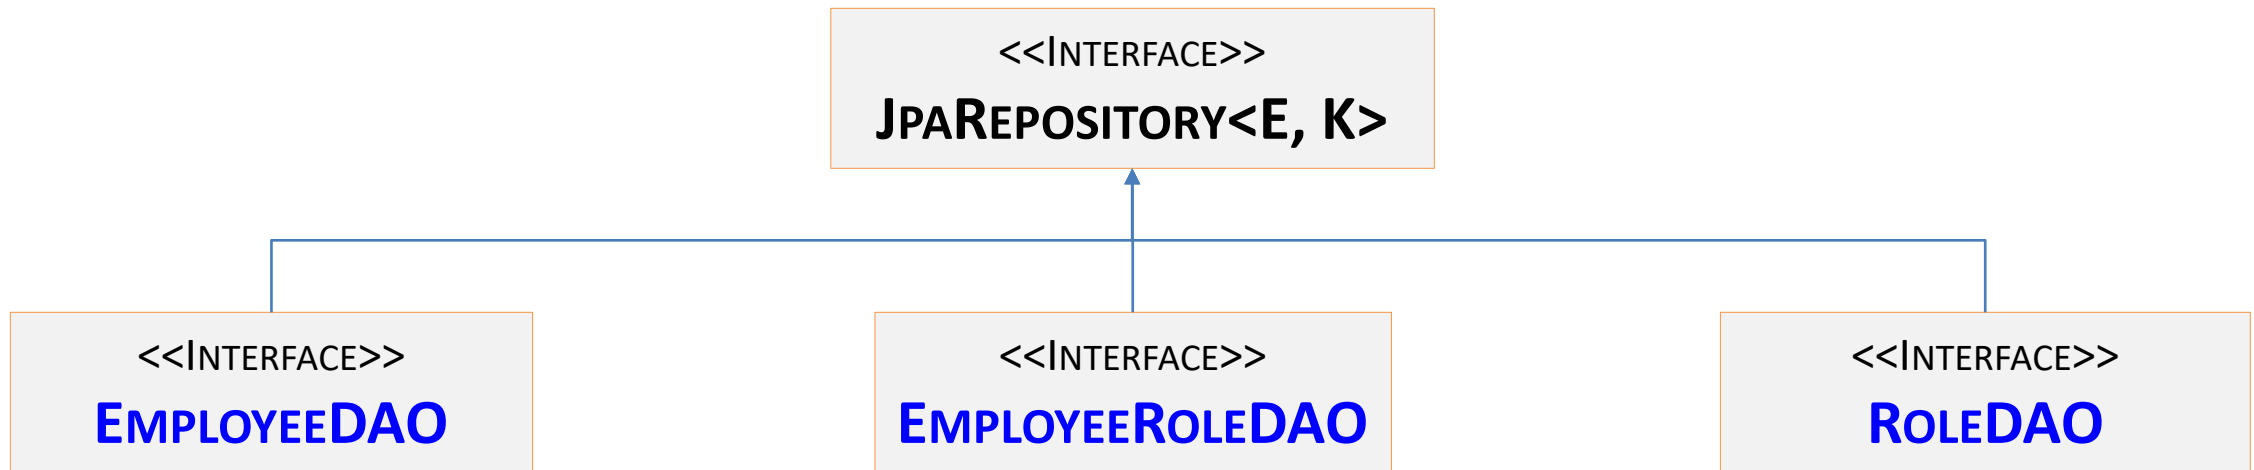 <<Interface>>
JpaRepository<E, K>
<<Interface>>
EmployeeDAO
<<Interface>>
EmployeeRoleDAO
<<Interface>>
RoleDAO